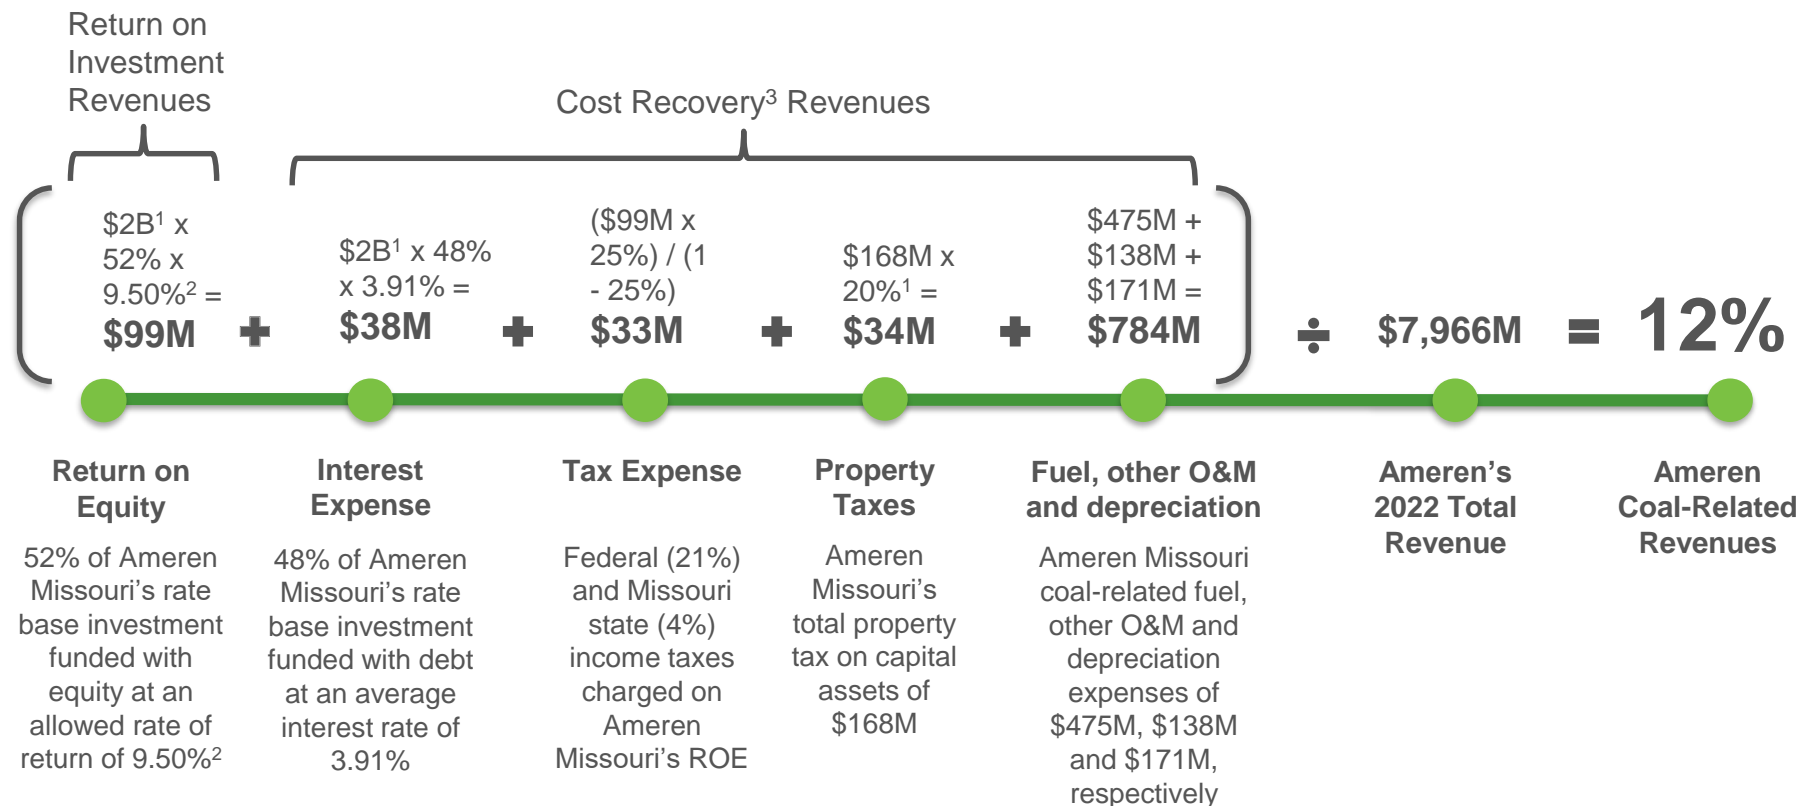 Return on
Investment
Revenues
Cost Recovery³ Revenues
$2B¹ x
52% x
9.50%² =
$99M
+
$2B¹ x 48%
x 3.91% =
$38M
+
($99M x
25%) / (1
- 25%)
$33M
+
$168M x
20%¹ =
$34M
+
$475M +
$138M +
$171M =
$784M
÷
$7,966M
=
12%
Return on
Equity
52% of Ameren
Missouri’s rate
base investment
funded with
equity at an
allowed rate of
return of 9.50%²
Interest
Expense
48% of Ameren
Missouri’s rate
base investment
funded with debt
at an average
interest rate of
3.91%
Tax Expense
Federal (21%)
and Missouri
state (4%)
income taxes
charged on
Ameren
Missouri’s ROE
Property
Taxes
Ameren
Missouri’s
total property
tax on capital
assets of
$168M
Fuel, other O&M
and depreciation
Ameren Missouri
coal-related fuel,
other O&M and
depreciation
expenses of
$475M, $138M
and $171M,
respectively
Ameren’s
2022 Total
Revenue
Ameren
Coal-Related
Revenues